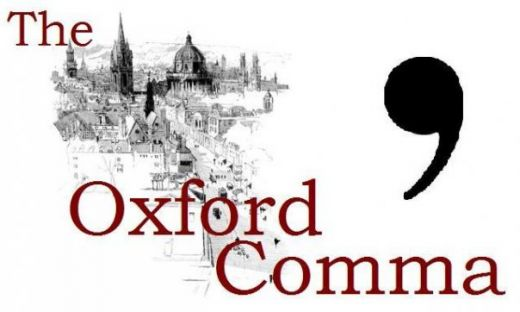 The
,
Oxford
Comma